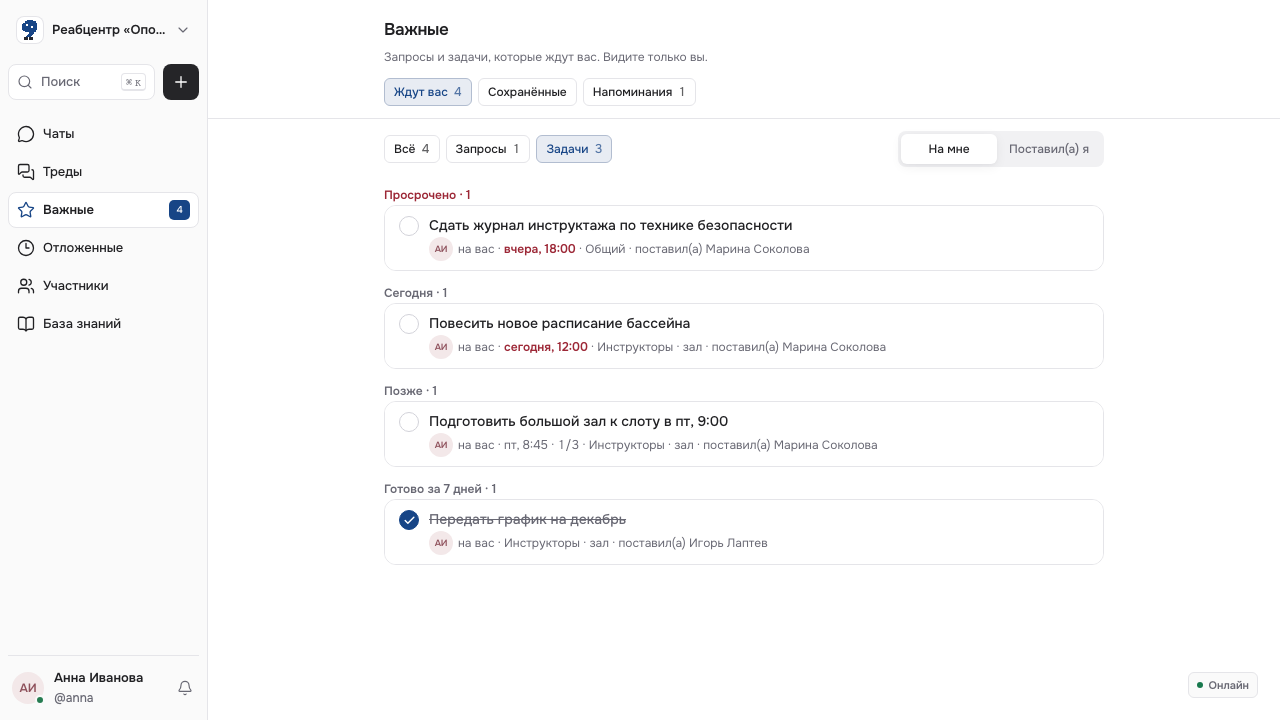 Реабцентр «Опо...
Поиск ⌘ K
Чаты
Треды
Важные 4
Отложенные
Участники
База знаний
АИ Анна Иванова
@anna
Важные
Запросы и задачи, которые ждут вас. Видите только вы.
Ждут вас 4 Сохранённые Напоминания 1
Всё 4 Запросы 1 Задачи 3 На мне Поставил(а) я
Просрочено · 1
Сдать журнал инструктажа по технике безопасности
АИ на вас · вчера, 18:00 · Общий · поставил(а) Марина Соколова
Сегодня · 1
Повесить новое расписание бассейна
АИ на вас · сегодня, 12:00 · Инструкторы · зал · поставил(а) Марина Соколова
Позже · 1
Подготовить большой зал к слоту в пт, 9:00
АИ на вас · пт, 8:45 · 1/3 · Инструкторы · зал · поставил(а) Марина Соколова
Готово за 7 дней · 1
Передать график на декабрь
АИ на вас · Инструкторы · зал · поставил(а) Игорь Лаптев
Онлайн